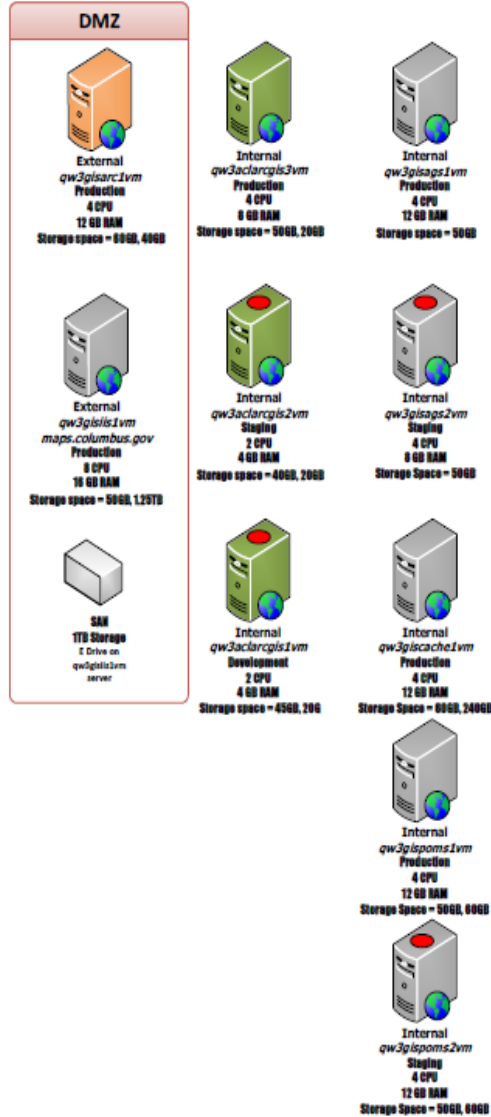 DMZ
External
qw3gisarc1vm
Production
4 CPU
12 GB RAM
Storage space = 60GB, 40GB
External
qw3gisiis1vm
maps.columbus.gov
Production
8 CPU
16 GB RAM
Storage space = 50GB, 1.25TB
SAN
1TB Storage
E Drive on
qw3gisiis1vm
server
Internal
qw3aclarcgis3vm
Production
4 CPU
8 GB RAM
Storage space = 50GB, 20GB
Internal
qw3aclarcgis2vm
Staging
2 CPU
4 GB RAM
Storage space = 40GB, 20GB
Internal
qw3aclarcgis1vm
Development
2 CPU
4 GB RAM
Storage space = 45GB, 20G
Internal
qw3gisags1vm
Production
4 CPU
12 GB RAM
Storage space = 50GB
Internal
qw3gisags2vm
Staging
4 CPU
8 GB RAM
Storage Space = 50GB
Internal
qw3giscache1vm
Production
4 CPU
12 GB RAM
Storage Space = 60GB, 240GB
Internal
qw3gispoms1vm
Production
4 CPU
12 GB RAM
Storage Space = 50GB, 60GB
Internal
qw3gispoms2vm
Staging
4 CPU
12 GB RAM
Storage Space = 50GB, 60GB